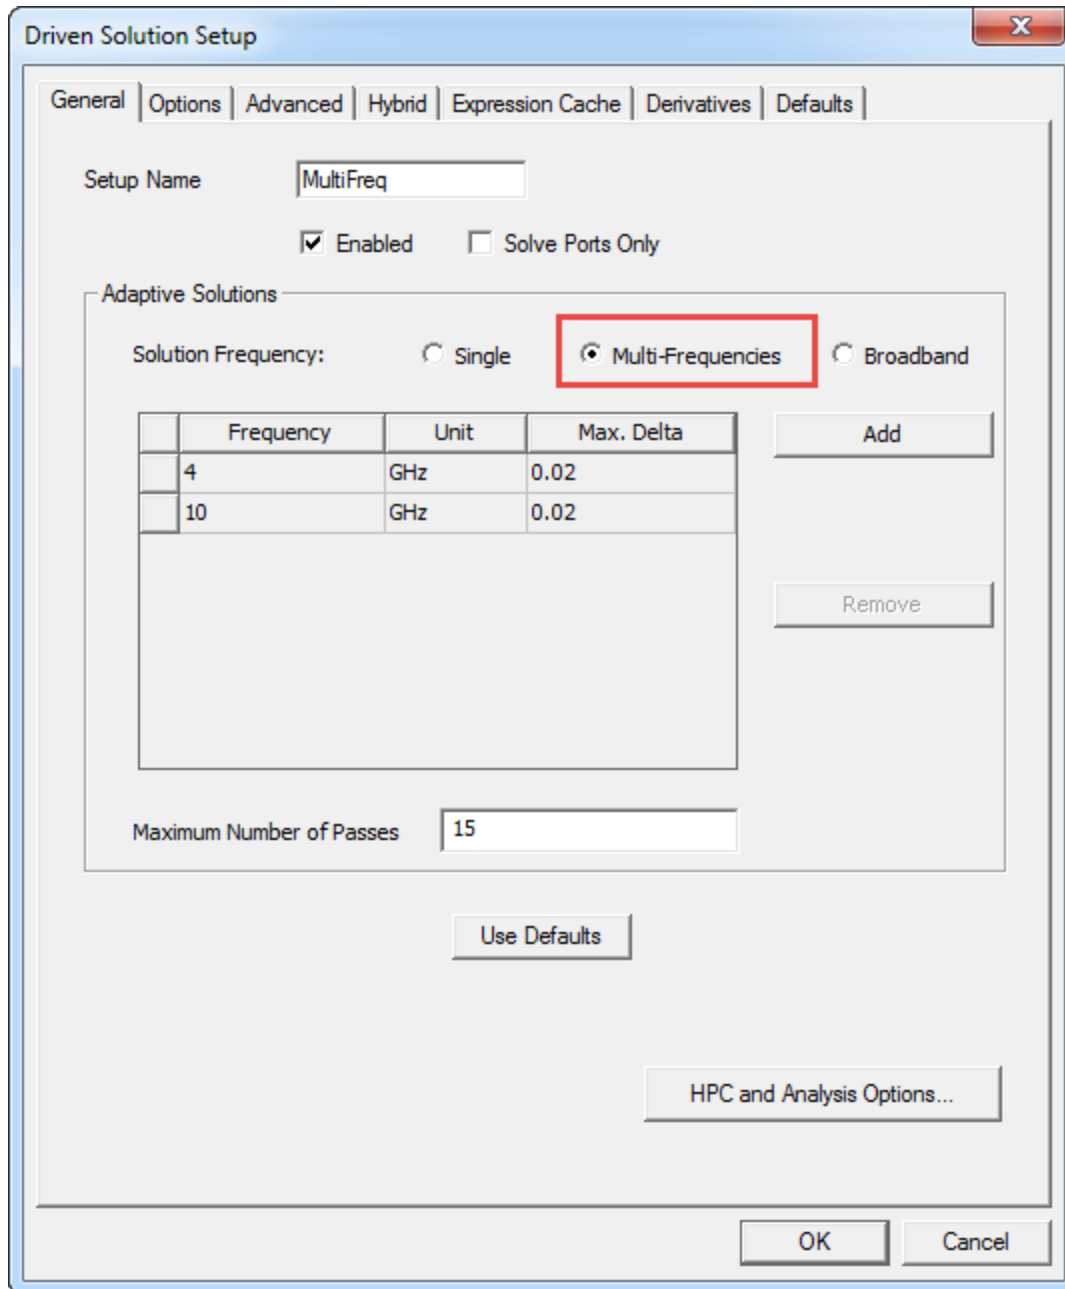 Driven Solution Setup
General Options Advanced Hybrid Expression Cache Derivatives Defaults
Setup Name MultiFreq
Enabled Solve Ports Only
Adaptive Solutions
Solution Frequency: Single Multi-Frequencies Broadband
Frequency Unit Max. Delta Add
4 GHz 0.02
10 GHz 0.02
Remove
Maximum Number of Passes 15
Use Defaults
HPC and Analysis Options...
OK Cancel